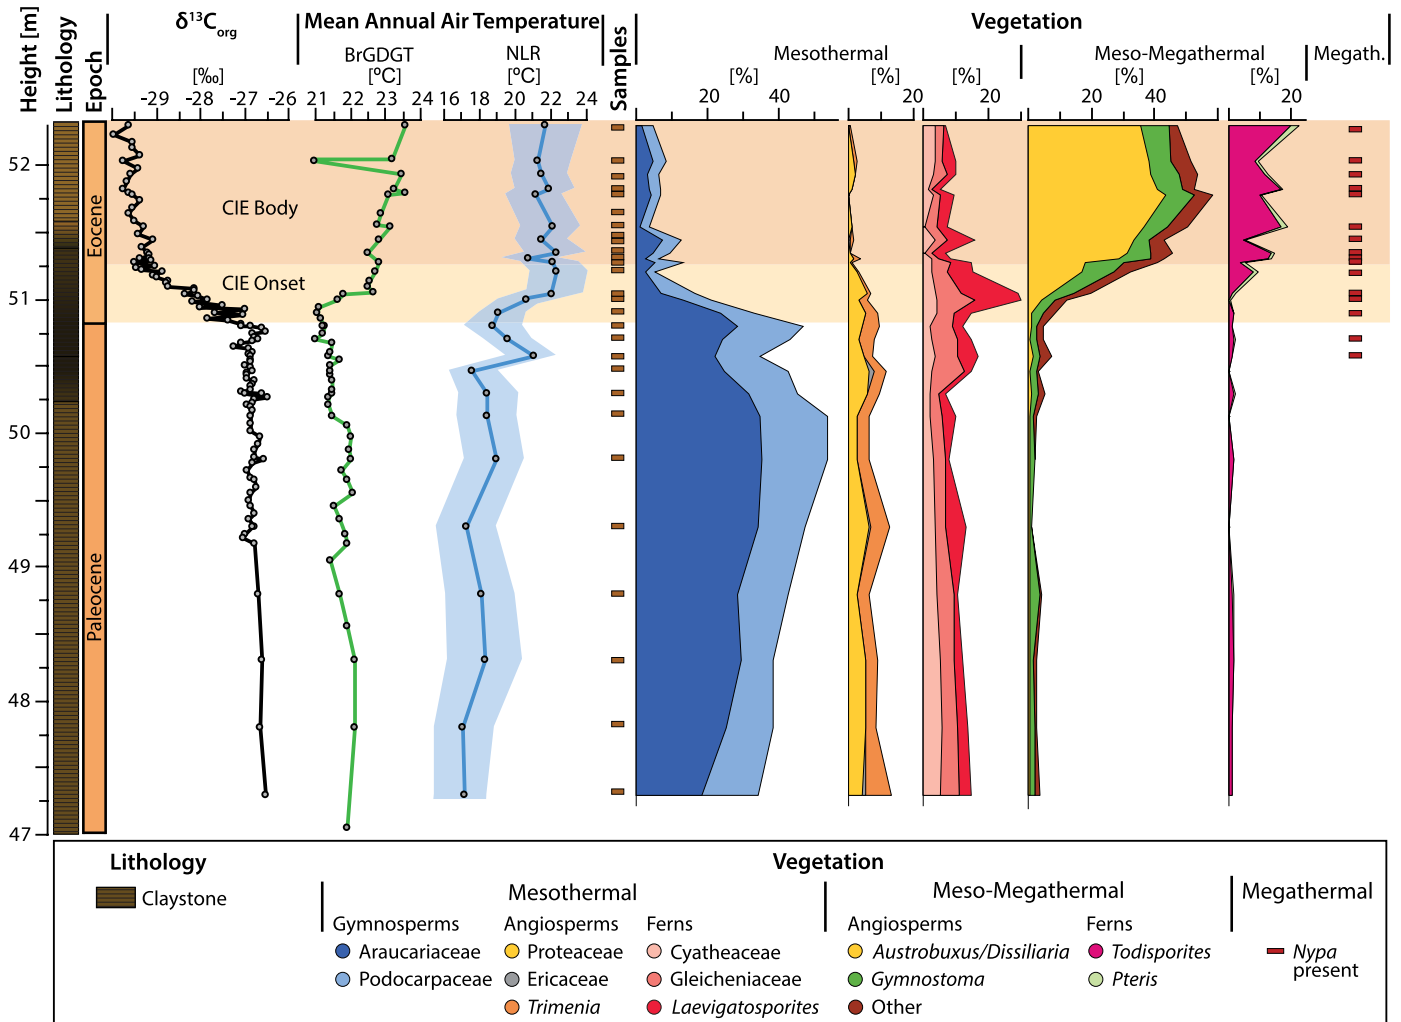 Height [m]
Lithology
Epoch
δ¹³C_org
Mean Annual Air Temperature
Samples
Vegetation
BrGDGT
NLR
Mesothermal
Meso-Megathermal
Megath.
[‰]
[ºC]
[ºC]
[%]
[%]
[%]
[%]
[%]
-29 -28 -27 -26
21 22 23 24
16 18 20 22 24
20 40
20
20
20 40
20
52
51
50
49
48
47
Eocene
Paleocene
CIE Body
CIE Onset
Lithology
Claystone
Vegetation
Mesothermal
Meso-Megathermal
Megathermal
Gymnosperms
Araucariaceae
Podocarpaceae
Angiosperms
Proteaceae
Ericaceae
Trimenia
Ferns
Cyatheaceae
Gleicheniaceae
Laevigatosporites
Angiosperms
Austrobuxus/Dissiliaria
Gymnostoma
Other
Ferns
Todisporites
Pteris
Nypa
present